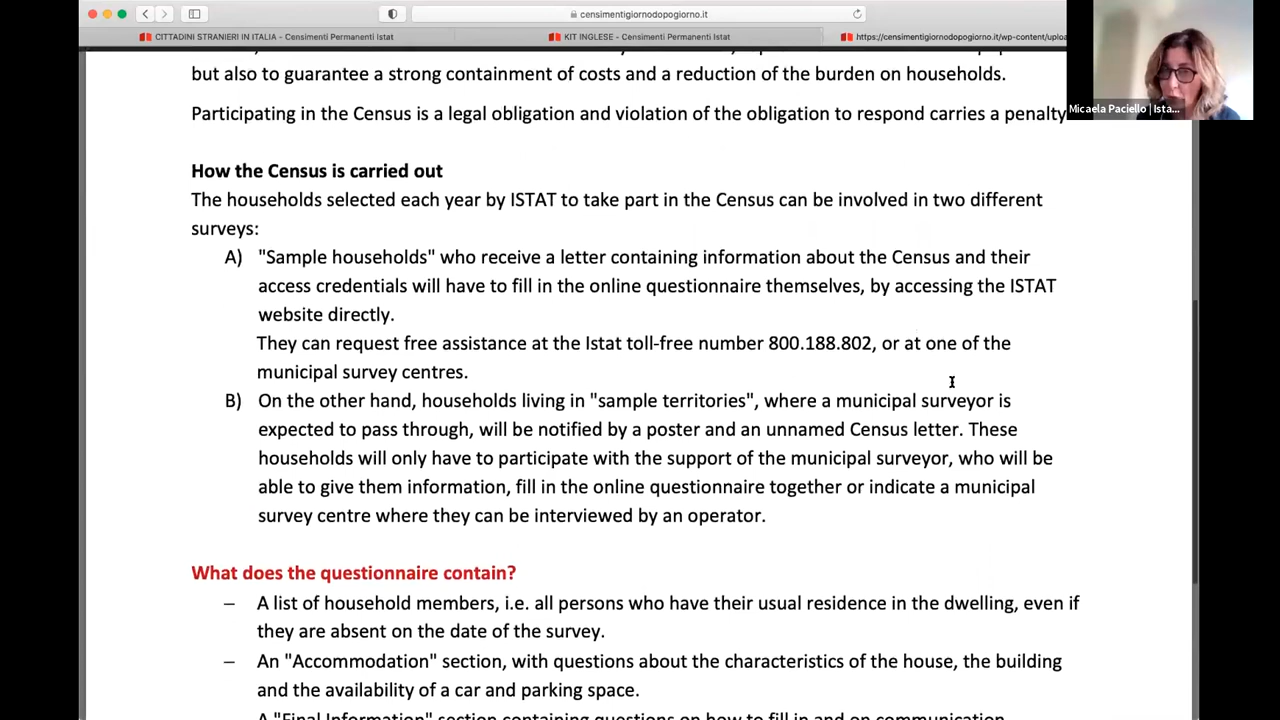 censimentigiornodopogiorno.it
CITTADINI STRANIERI IN ITALIA - Censimenti Permanenti Istat
KIT INGLESE - Censimenti Permanenti Istat
https://censimentigiornodopogiorno.it/wp-content/uploa
Micaela Paciello | Ista...
but also to guarantee a strong containment of costs and a reduction of the burden on households.
Participating in the Census is a legal obligation and violation of the obligation to respond carries a penalty
How the Census is carried out
The households selected each year by ISTAT to take part in the Census can be involved in two different
surveys:
A) "Sample households" who receive a letter containing information about the Census and their
access credentials will have to fill in the online questionnaire themselves, by accessing the ISTAT
website directly.
They can request free assistance at the Istat toll-free number 800.188.802, or at one of the
municipal survey centres.
B) On the other hand, households living in "sample territories", where a municipal surveyor is
expected to pass through, will be notified by a poster and an unnamed Census letter. These
households will only have to participate with the support of the municipal surveyor, who will be
able to give them information, fill in the online questionnaire together or indicate a municipal
survey centre where they can be interviewed by an operator.
What does the questionnaire contain?
– A list of household members, i.e. all persons who have their usual residence in the dwelling, even if
they are absent on the date of the survey.
– An "Accommodation" section, with questions about the characteristics of the house, the building
and the availability of a car and parking space.
A "Final Information" section containing questions on how to fill in and on communication